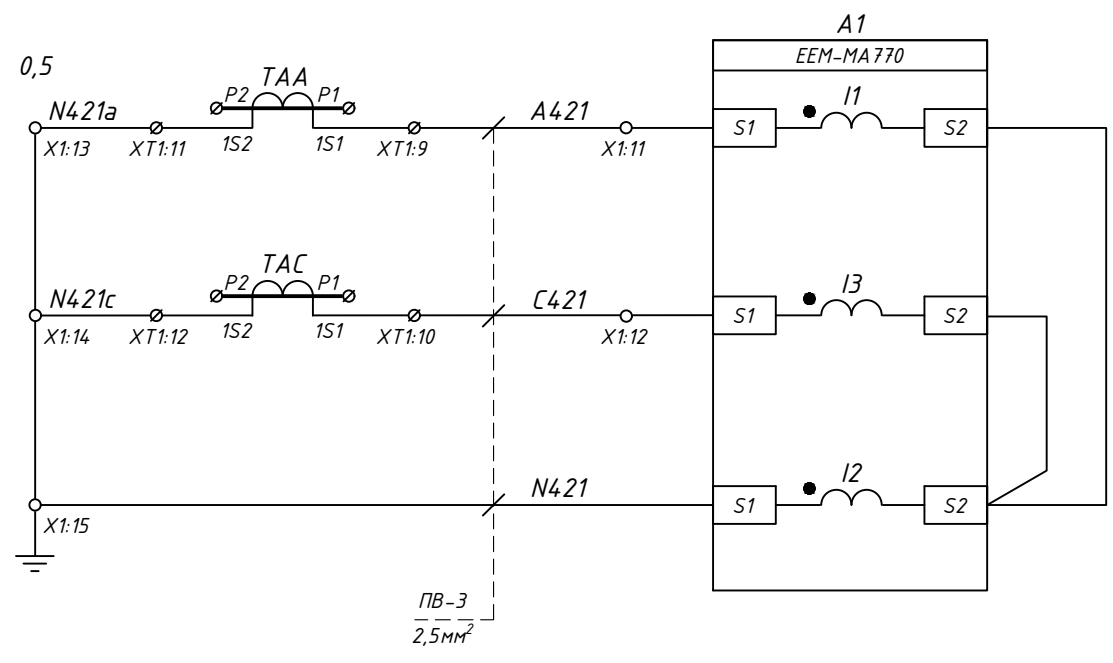 A1
EEM-MA770
0,5
TAA
P2 P1
N421a
A421
I1
S1
S2
X1:13
XT1:11
1S2
1S1
XT1:9
X1:11
TAC
P2 P1
N421c
C421
I3
S1
S2
X1:14
XT1:12
1S2
1S1
XT1:10
X1:12
N421
I2
S1
S2
X1:15
ПВ-3
2,5мм²